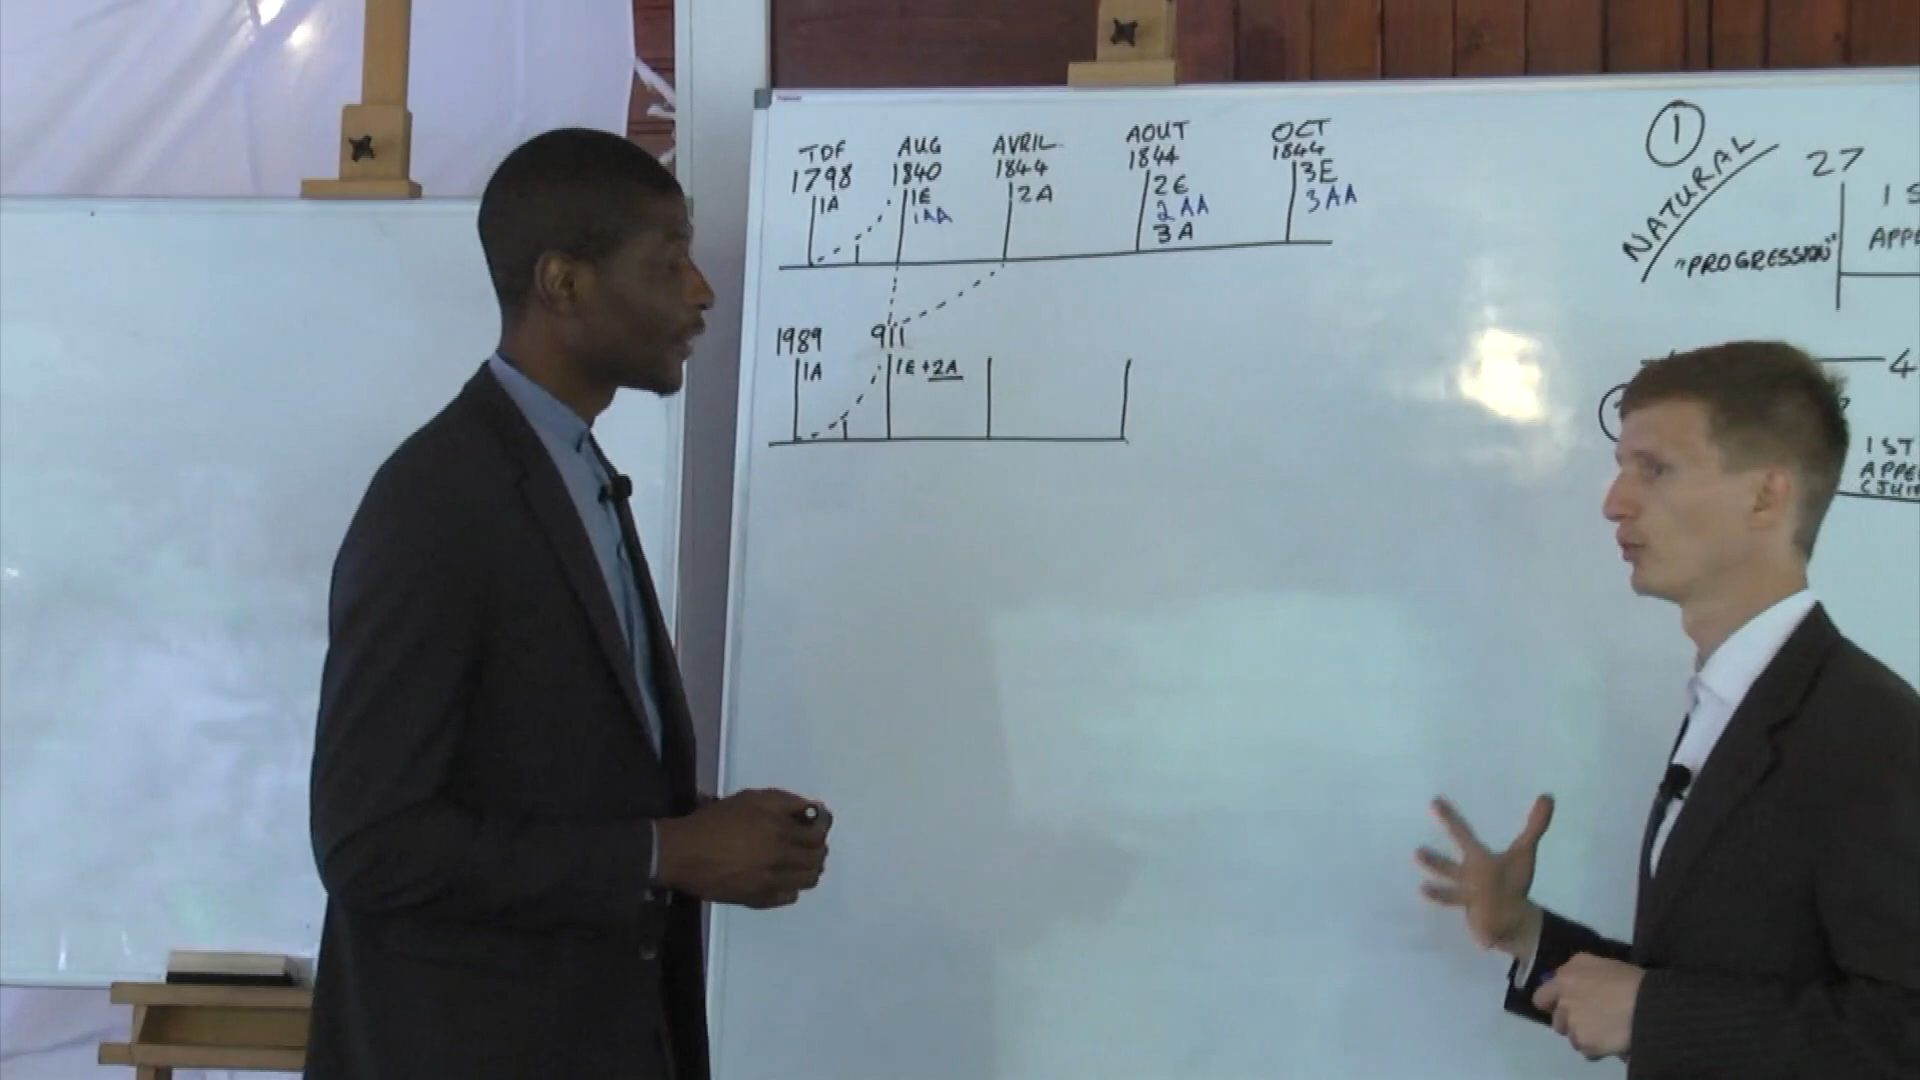 TDF
1798
1A
AUG
1840
1E
1AA
AVRIL
1844
2A
AOUT
1844
2E
2AA
3A
OCT
1844
3E
3AA
1989
1A
911
1E + 2A
1
NATURAL
"PROGRESSION"
27
1 S
APPE
4
1ST
APPE